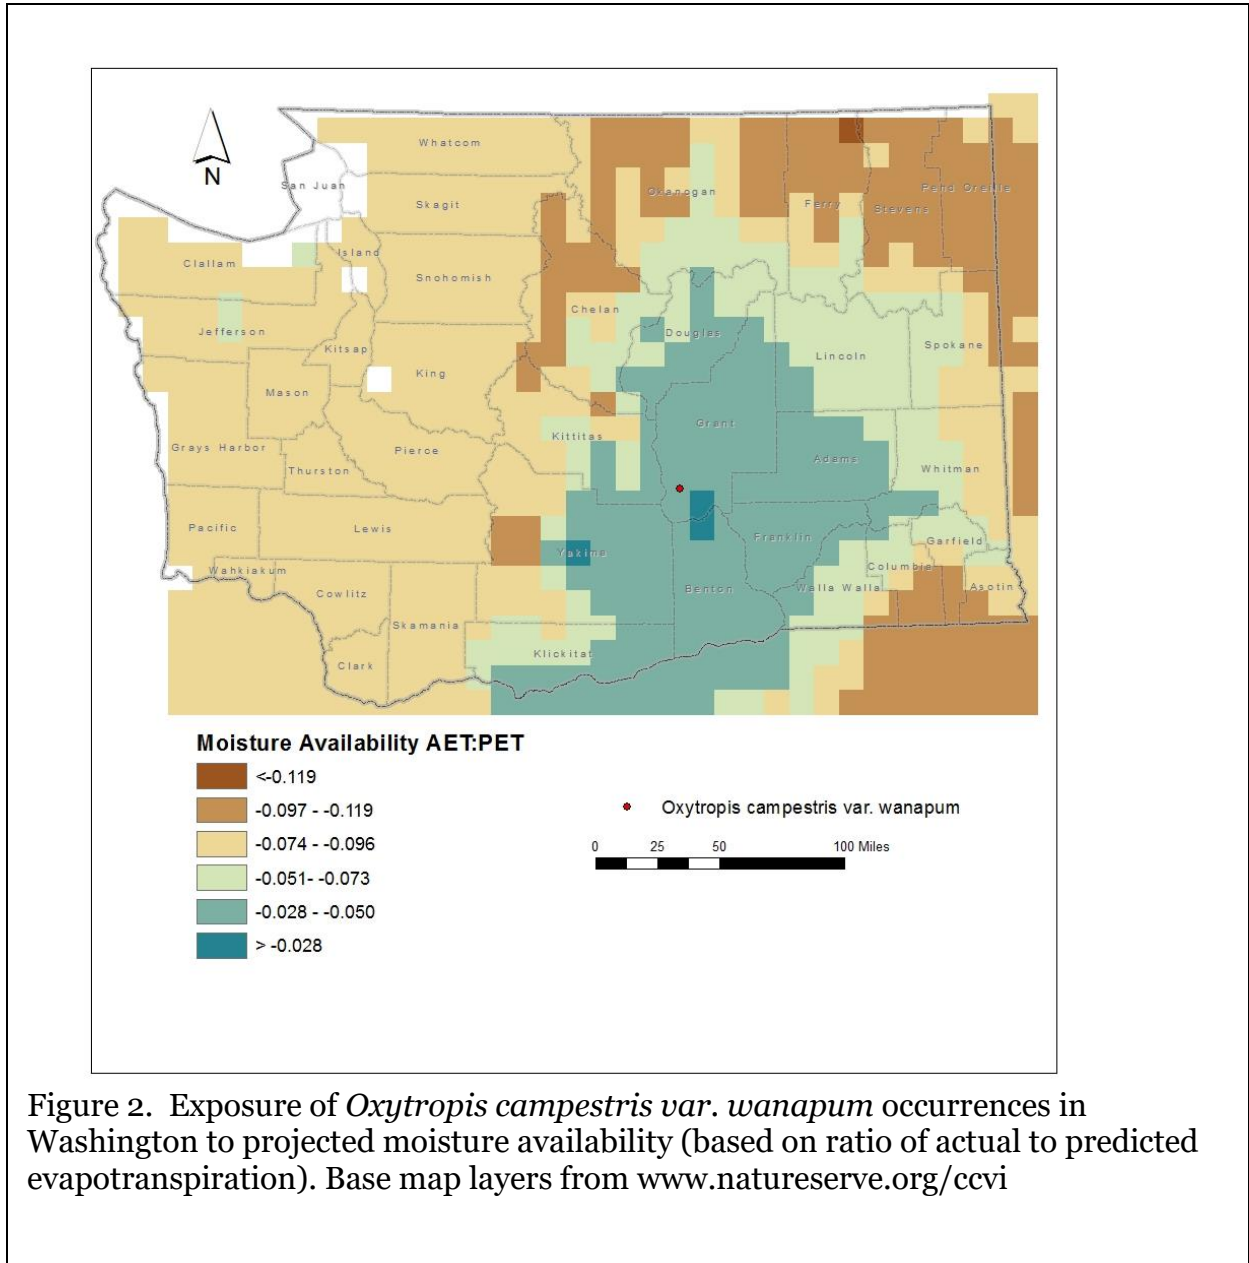 N
Whatcom
San Juan
Okanogan
Pend Oreille
Skagit
Ferry
Stevens
Island
Clallam
Snohomish
Chelan
Jefferson
Douglas
Kitsap
Lincoln
Spokane
King
Mason
Grant
Kittitas
Grays Harbor
Pierce
Adams
Thurston
Whitman
Pacific
Lewis
Franklin
Garfield
Yakima
Wahkiakum
Columbia
Cowlitz
Benton
Walla Walla
Asotin
Skamania
Klickitat
Clark
Moisture Availability AET:PET
<-0.119
-0.097 - -0.119
-0.074 - -0.096
-0.051- -0.073
-0.028 - -0.050
> -0.028
Oxytropis campestris var. wanapum
0 25 50 100 Miles
Figure 2. Exposure of Oxytropis campestris var. wanapum occurrences in
Washington to projected moisture availability (based on ratio of actual to predicted
evapotranspiration). Base map layers from www.natureserve.org/ccvi